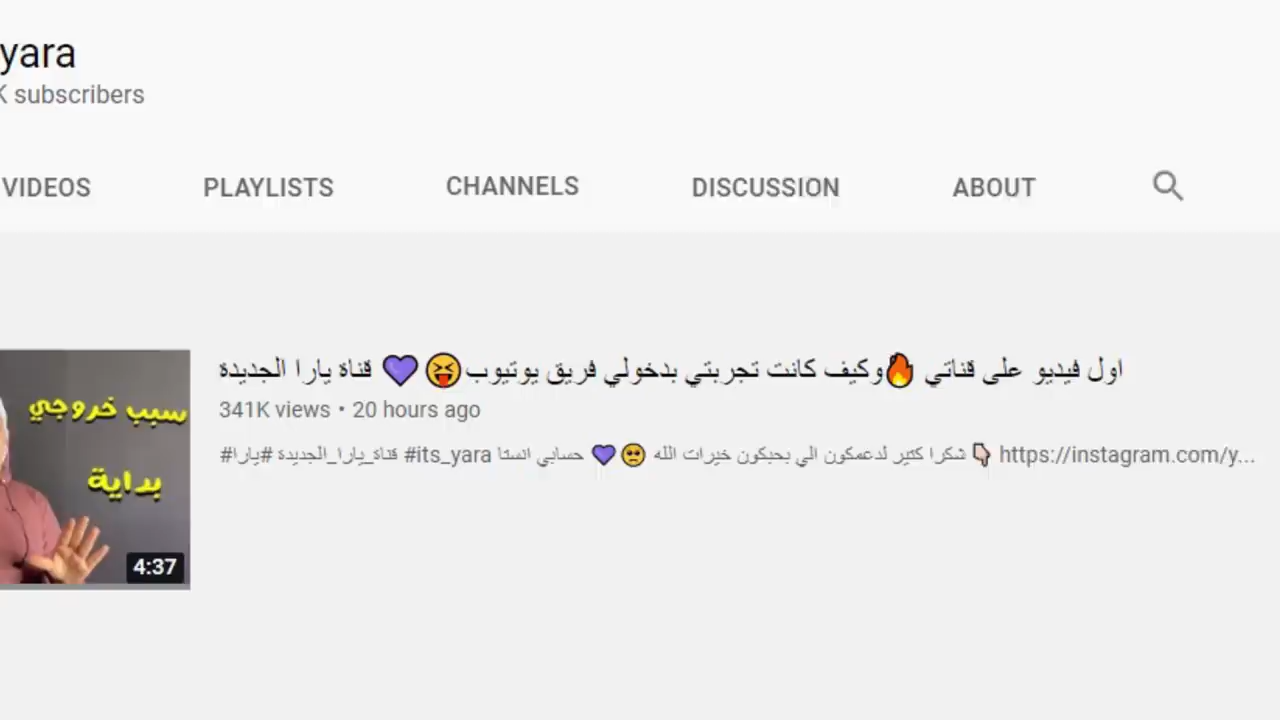 yara
K subscribers
VIDEOS PLAYLISTS CHANNELS DISCUSSION ABOUT
اول فيديو على قناتي 🔥وكيف كانت تجربتي بدخولي فريق يوتيوب😝💜 قناة يارا الجديدة
341K views • 20 hours ago
#يارا# قناة_يارا_الجديدة #its_yara حسابي انستا 💜🥺 شكرا كتير لدعمكون الي بحبكون خيرات الله 👇🏻 https://instagram.com/y...
سبب خروجي
بداية
4:37